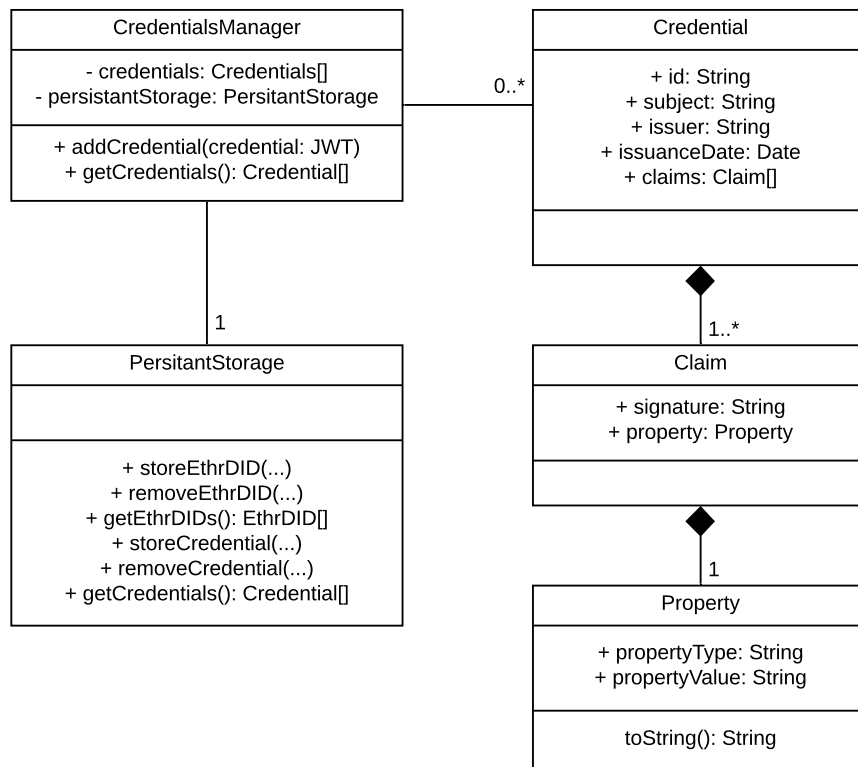 CredentialsManager
- credentials: Credentials[]
- persistantStorage: PersitantStorage
+ addCredential(credential: JWT)
+ getCredentials(): Credential[]
0..*
Credential
+ id: String
+ subject: String
+ issuer: String
+ issuanceDate: Date
+ claims: Claim[]
1
1..*
PersitantStorage
+ storeEthrDID(...)
+ removeEthrDID(...)
+ getEthrDIDs(): EthrDID[]
+ storeCredential(...)
+ removeCredential(...)
+ getCredentials(): Credential[]
Claim
+ signature: String
+ property: Property
1
Property
+ propertyType: String
+ propertyValue: String
toString(): String